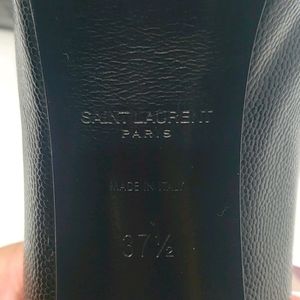 SAINT LAURENT
PARIS
MADE IN ITALY
37½